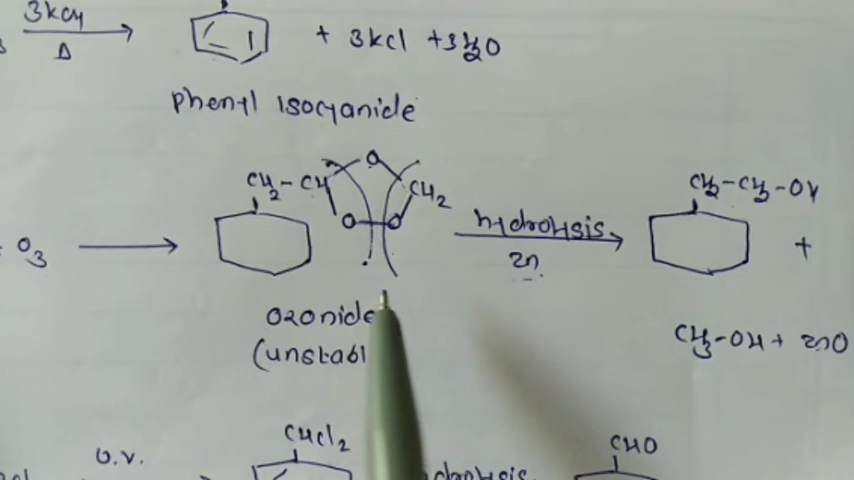 3KCl
Δ
+ 3KCl + 3H2O
phenyl isocyanide
O3
CH2-CH
O
CH2
O-O
hydrolysis
Zn
CH2-CH2-OH
+
Ozonide
(unstabl
CH3-OH + ZnO
CHCl2
U.V.
CHO